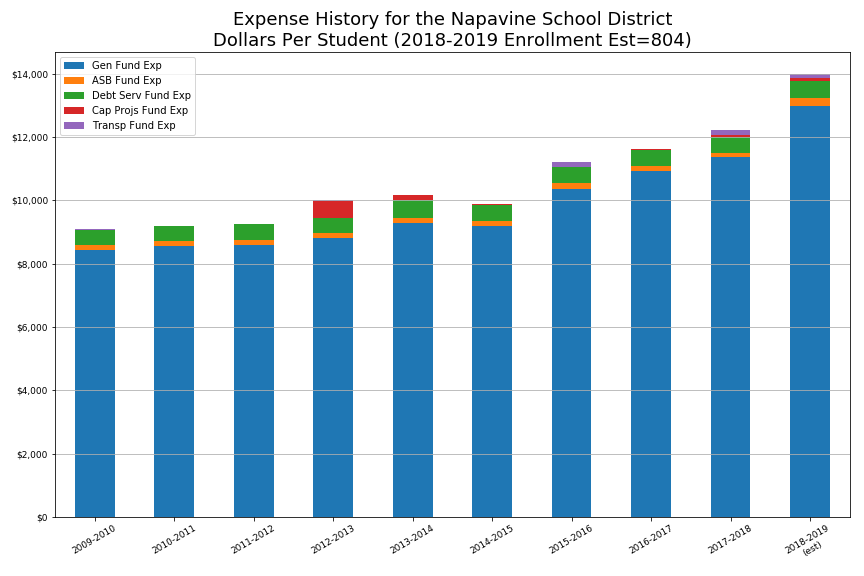 Expense History for the Napavine School District
Dollars Per Student (2018-2019 Enrollment Est=804)
Gen Fund Exp
ASB Fund Exp
Debt Serv Fund Exp
Cap Projs Fund Exp
Transp Fund Exp
$14,000
$12,000
$10,000
$8,000
$6,000
$4,000
$2,000
$0
2009-2010
2010-2011
2011-2012
2012-2013
2013-2014
2014-2015
2015-2016
2016-2017
2017-2018
2018-2019
(est)